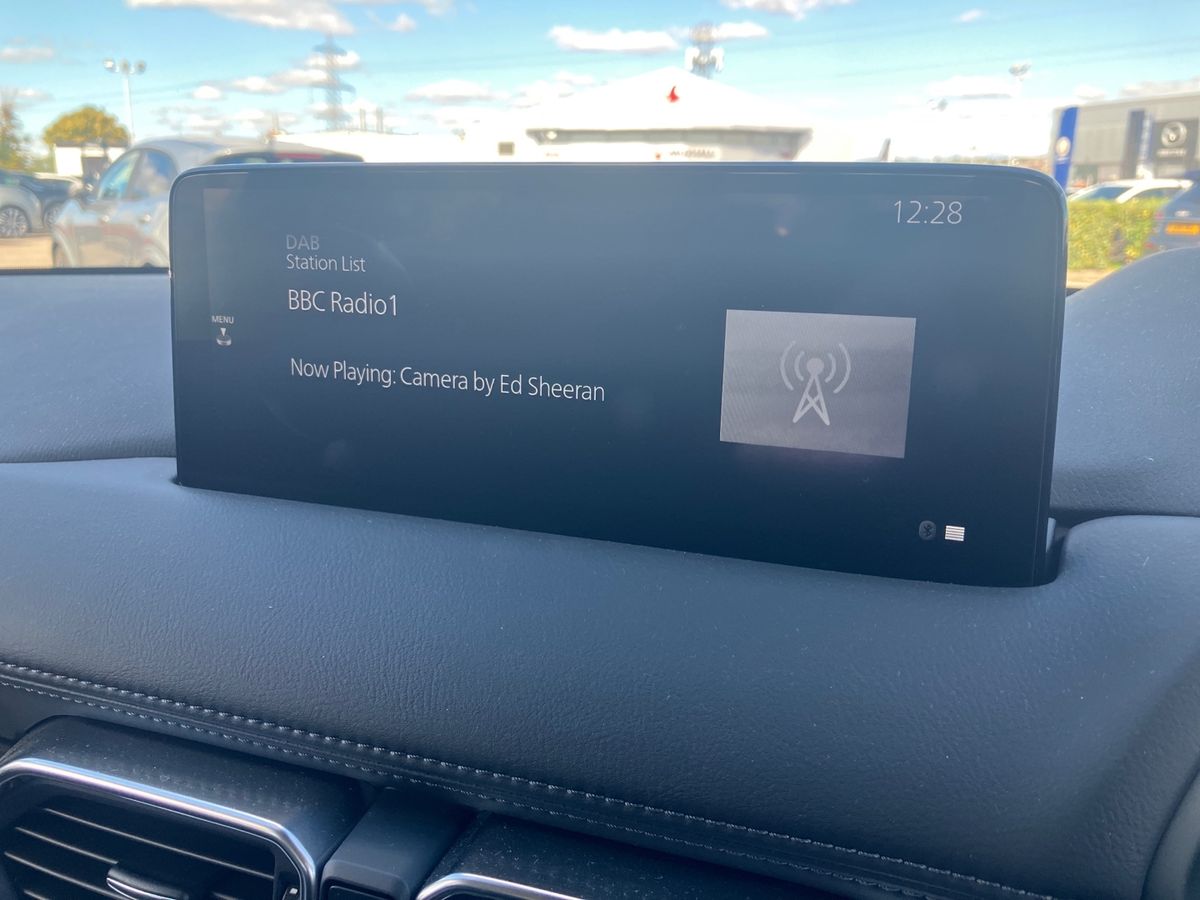 12:28
DAB
Station List
BBC Radio1
MENU
Now Playing: Camera by Ed Sheeran